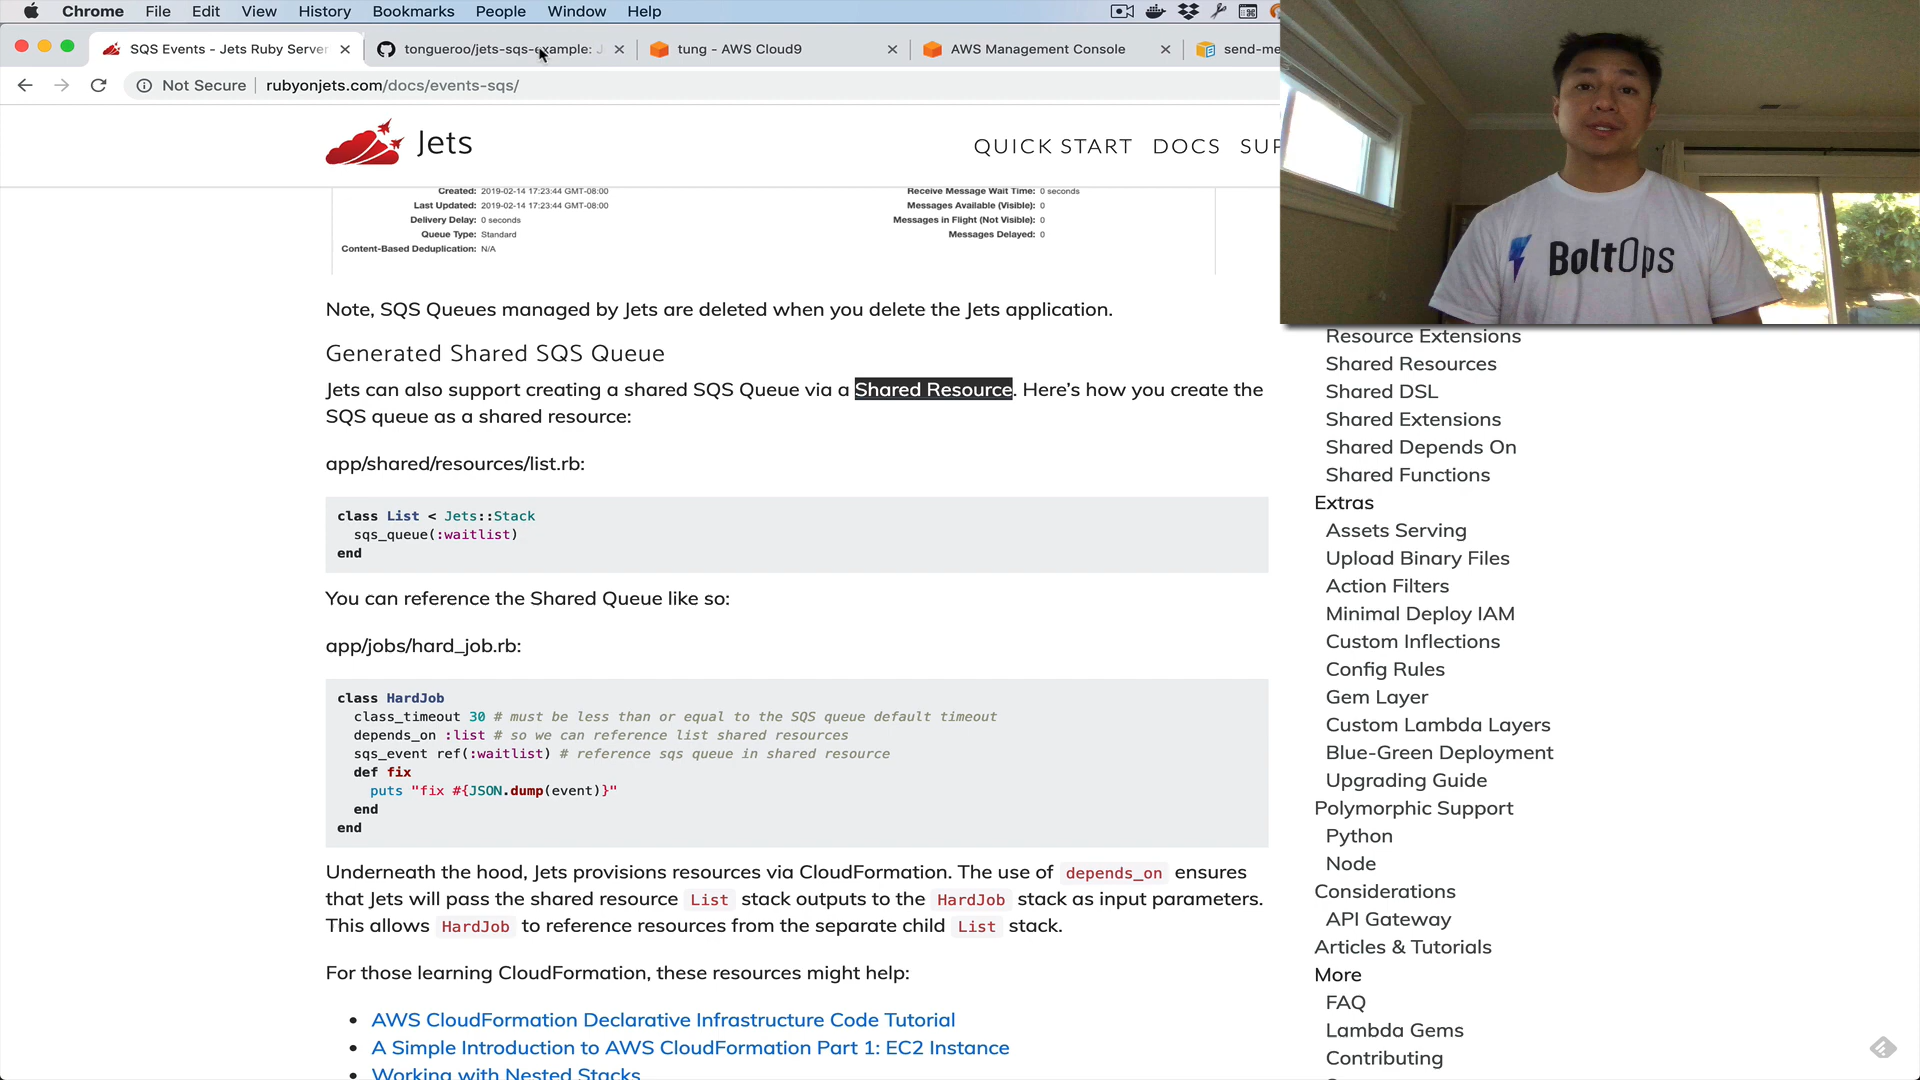 Chrome File Edit View History Bookmarks People Window Help
SQS Events - Jets Ruby Server
tongueroo/jets-sqs-example: J
tung - AWS Cloud9
AWS Management Console
send-me
Not Secure rubyonjets.com/docs/events-sqs/
Jets
QUICK START DOCS SUP
Created: 2019-02-14 17:23:44 GMT-08:00
Last Updated: 2019-02-14 17:23:44 GMT-08:00
Delivery Delay: 0 seconds
Queue Type: Standard
Content-Based Deduplication: N/A
Receive Message Wait Time: 0 seconds
Messages Available (Visible): 0
Messages in Flight (Not Visible): 0
Messages Delayed: 0
Note, SQS Queues managed by Jets are deleted when you delete the Jets application.
Generated Shared SQS Queue
Jets can also support creating a shared SQS Queue via a Shared Resource. Here’s how you create the
SQS queue as a shared resource:
app/shared/resources/list.rb:
class List < Jets::Stack
sqs_queue(:waitlist)
end
You can reference the Shared Queue like so:
app/jobs/hard_job.rb:
class HardJob
class_timeout 30 # must be less than or equal to the SQS queue default timeout
depends_on :list # so we can reference list shared resources
sqs_event ref(:waitlist) # reference sqs queue in shared resource
def fix
puts "fix #{JSON.dump(event)}"
end
end
Underneath the hood, Jets provisions resources via CloudFormation. The use of depends_on ensures
that Jets will pass the shared resource List stack outputs to the HardJob stack as input parameters.
This allows HardJob to reference resources from the separate child List stack.
For those learning CloudFormation, these resources might help:
• AWS CloudFormation Declarative Infrastructure Code Tutorial
• A Simple Introduction to AWS CloudFormation Part 1: EC2 Instance
Working with Nested Stacks
BoltOps
Resource Extensions
Shared Resources
Shared DSL
Shared Extensions
Shared Depends On
Shared Functions
Extras
Assets Serving
Upload Binary Files
Action Filters
Minimal Deploy IAM
Custom Inflections
Config Rules
Gem Layer
Custom Lambda Layers
Blue-Green Deployment
Upgrading Guide
Polymorphic Support
Python
Node
Considerations
API Gateway
Articles & Tutorials
More
FAQ
Lambda Gems
Contributing